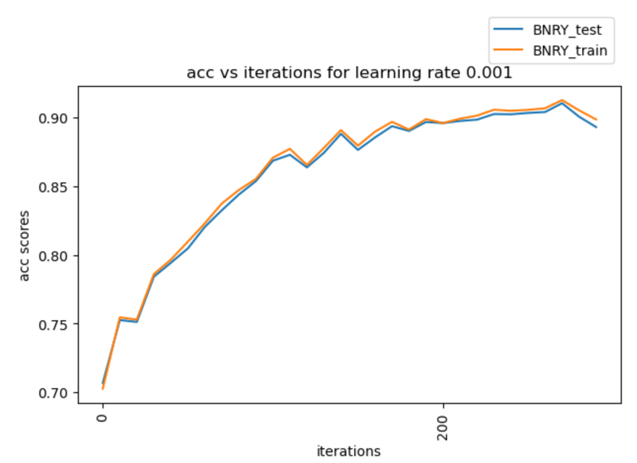 BNRY_test
BNRY_train
acc vs iterations for learning rate 0.001
0.90
0.85
0.80
0.75
0.70
acc scores
0
200
iterations